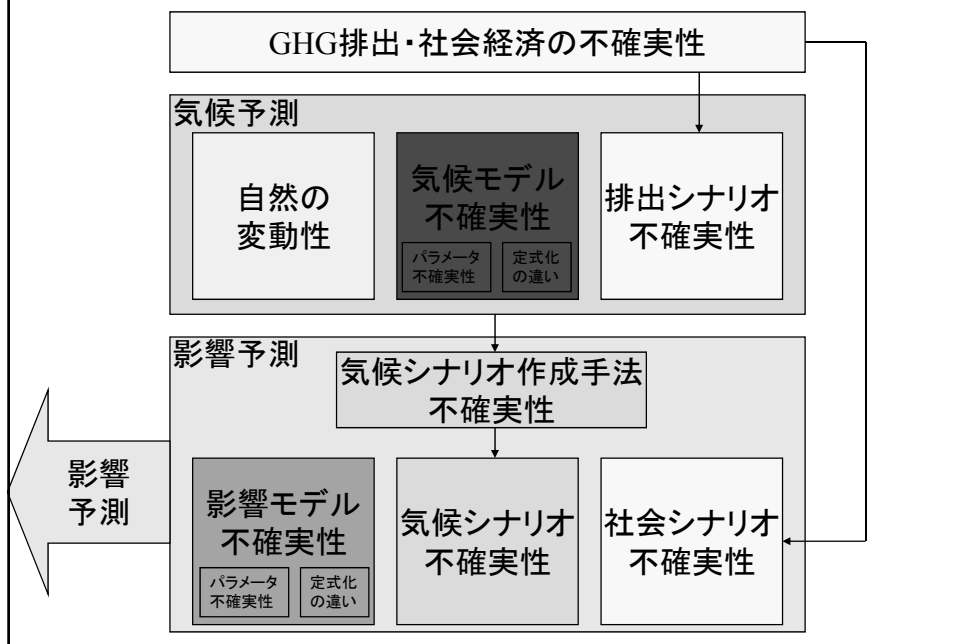 GHG排出・社会経済の不確実性
気候予測
自然の
変動性
気候モデル
不確実性
パラメータ
不確実性
定式化
の違い
排出シナリオ
不確実性
影響予測
気候シナリオ作成手法
不確実性
影響
予測
影響モデル
不確実性
パラメータ
不確実性
定式化
の違い
気候シナリオ
不確実性
社会シナリオ
不確実性